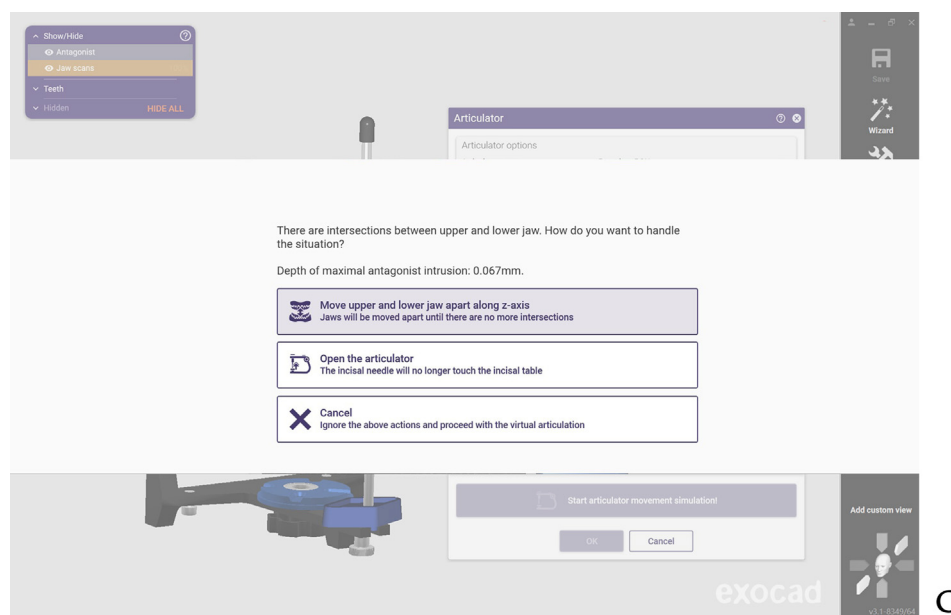 Show/Hide
Antagonist
Jaw scans
Teeth
Hidden HIDE ALL
Save
Wizard
Articulator
Articulator options
There are intersections between upper and lower jaw. How do you want to handle
the situation?
Depth of maximal antagonist intrusion: 0.067mm.
Move upper and lower jaw apart along z-axis
Jaws will be moved apart until there are no more intersections
Open the articulator
The incisal needle will no longer touch the incisal table
Cancel
Ignore the above actions and proceed with the virtual articulation
Start articulator movement simulation!
OK Cancel
Add custom view
exocad
v3.1-8349/64